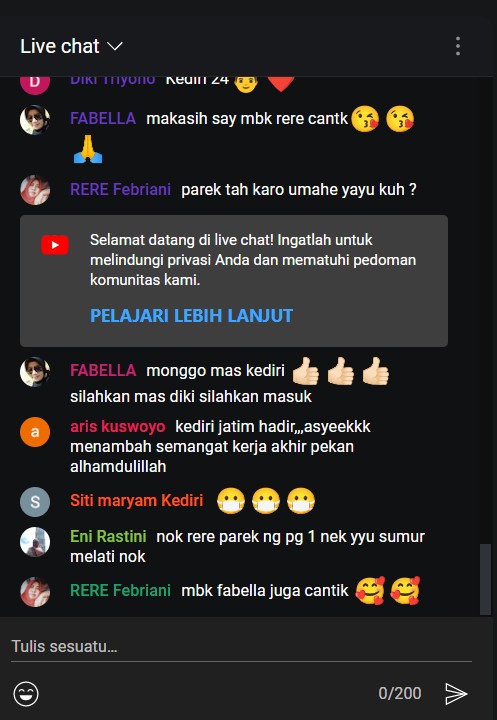 Live chat
D
Diki Triyono Kediri 24
FABELLA makasih say mbk rere cantk
RERE Febriani parek tah karo umahe yayu kuh ?
Selamat datang di live chat! Ingatlah untuk
melindungi privasi Anda dan mematuhi pedoman
komunitas kami.
PELAJARI LEBIH LANJUT
FABELLA monggo mas kediri
silahkan mas diki silahkan masuk
a
aris kuswoyo kediri jatim hadir,,,asyeekkk
menambah semangat kerja akhir pekan
alhamdulillah
S
Siti maryam Kediri
Eni Rastini nok rere parek ng pg 1 nek yyu sumur
melati nok
RERE Febriani mbk fabella juga cantik
Tulis sesuatu...
0/200